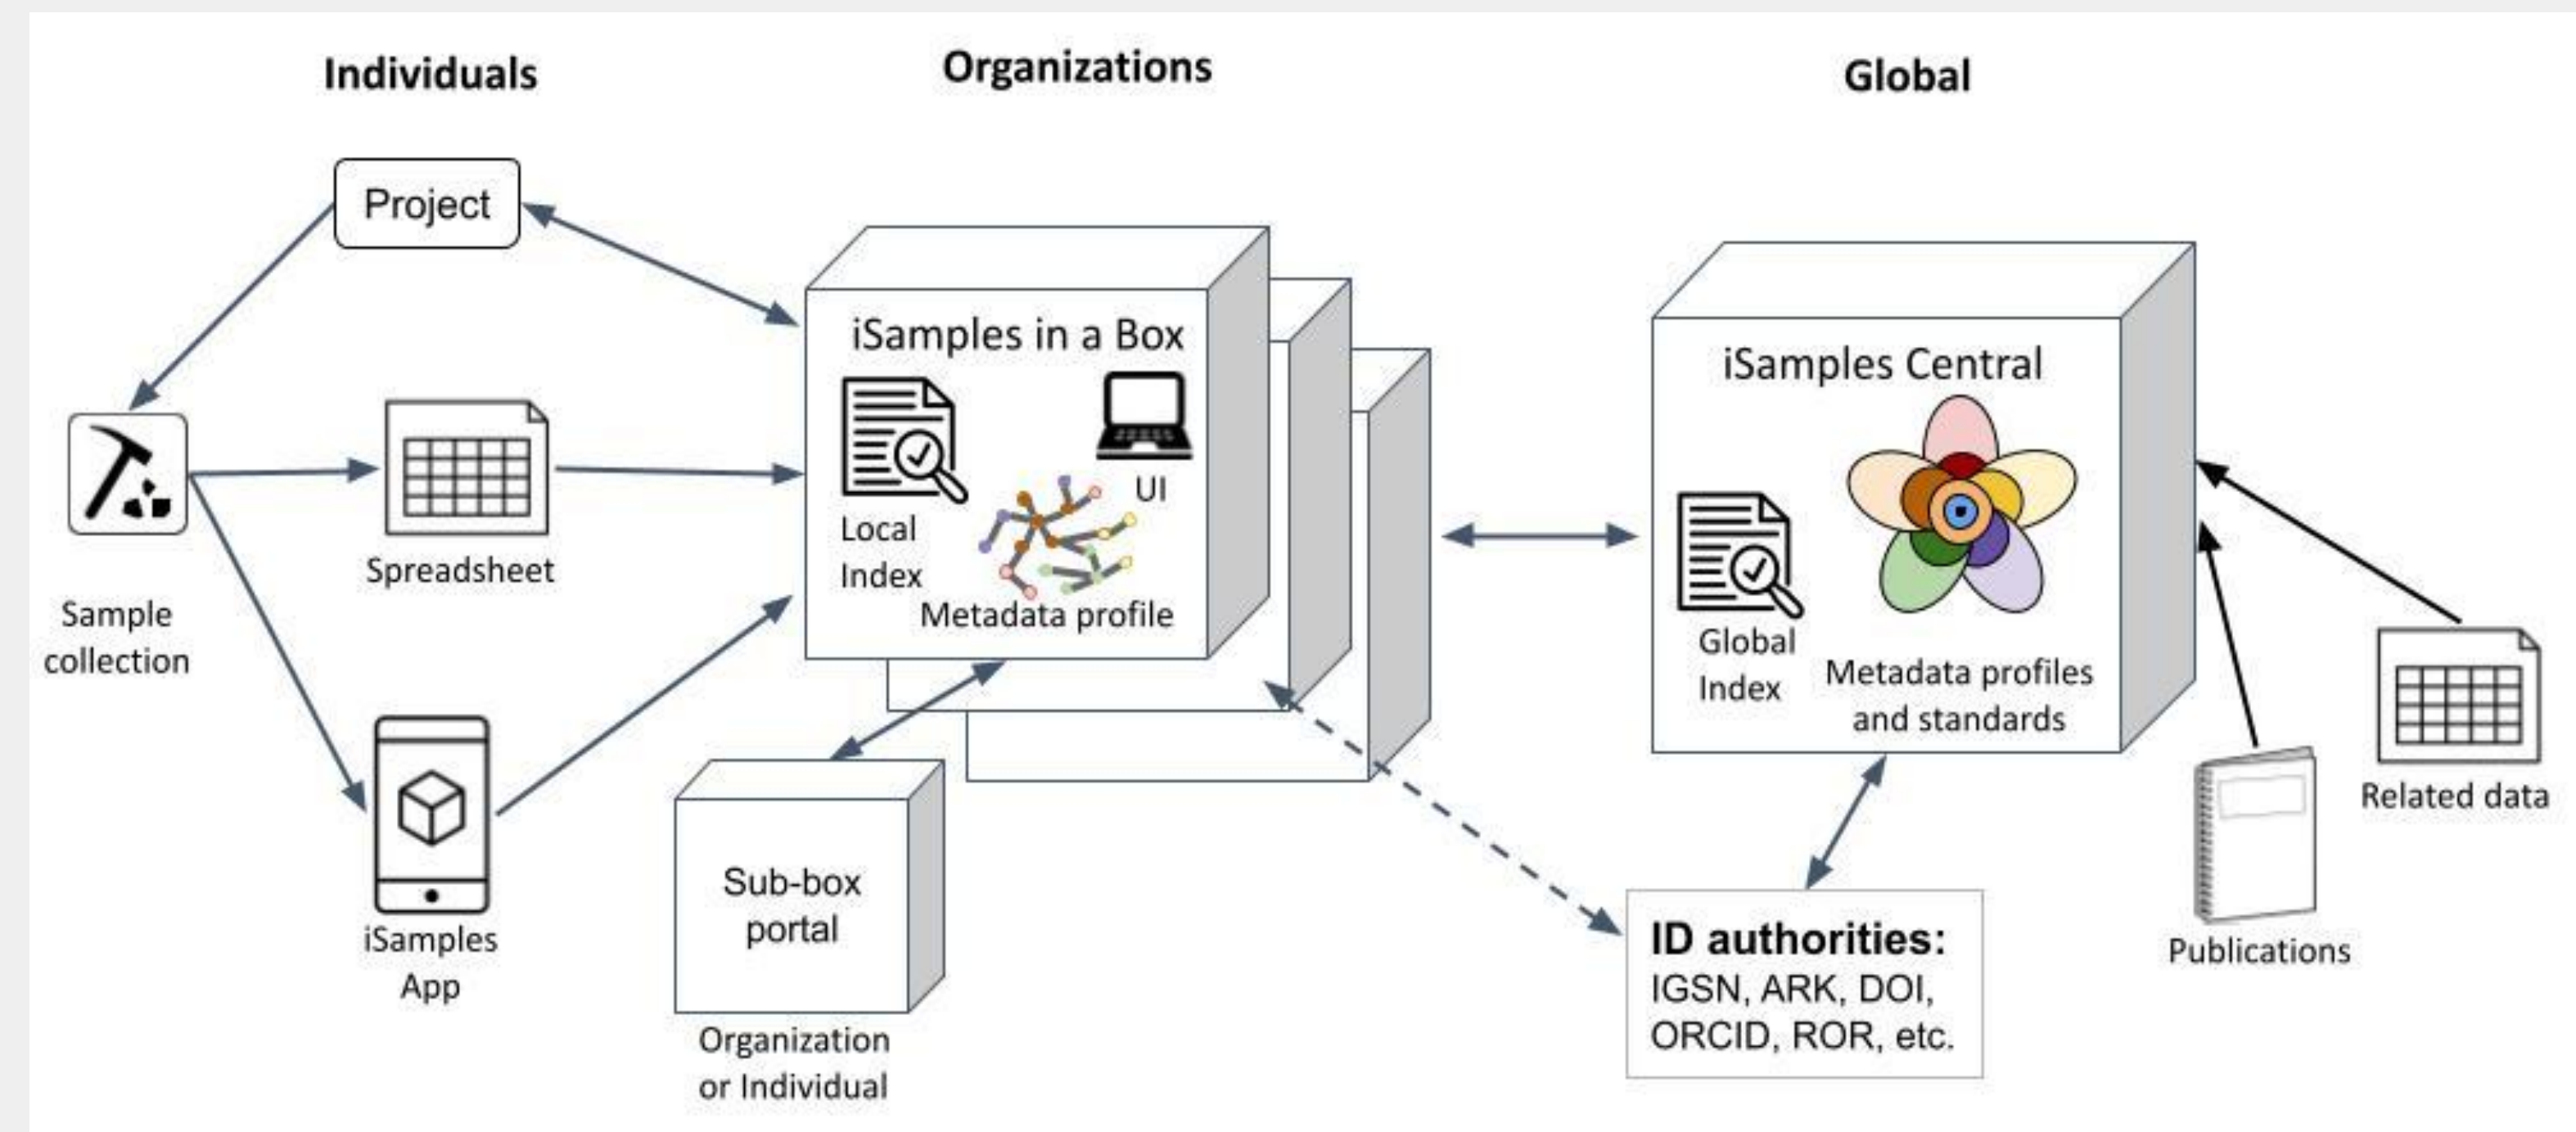 Individuals
Organizations
Global
Project
Sample
collection
Spreadsheet
iSamples
App
iSamples in a Box
Local
Index
UI
Metadata profile
Sub-box
portal
Organization
or Individual
iSamples Central
Global
Index
Metadata profiles
and standards
ID authorities:
IGSN, ARK, DOI,
ORCID, ROR, etc.
Publications
Related data